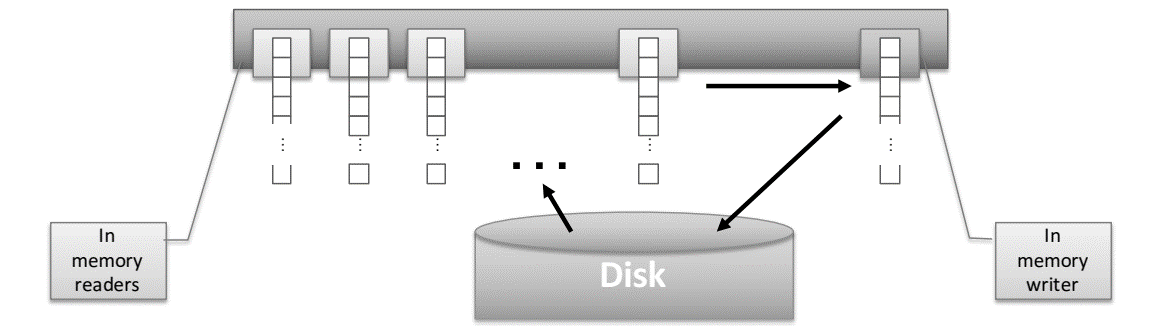 In
memory
readers
Disk
In
memory
writer